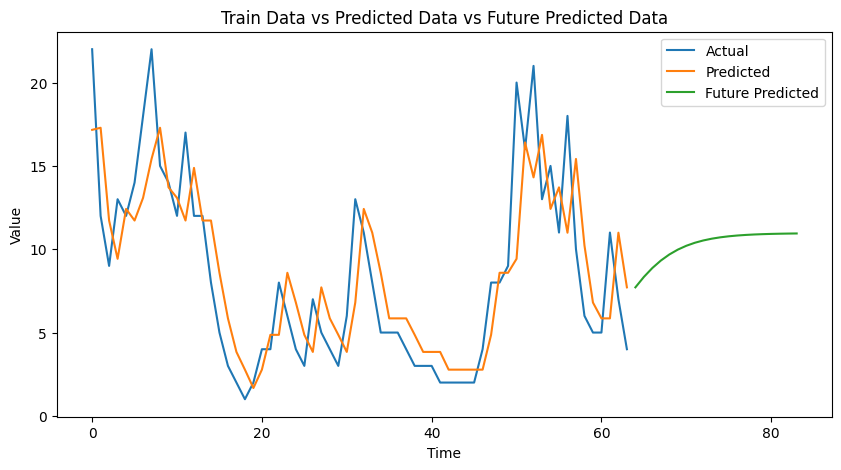 Train Data vs Predicted Data vs Future Predicted Data
Actual
Predicted
Future Predicted
Value
20
15
10
5
0
0
20
40
60
80
Time